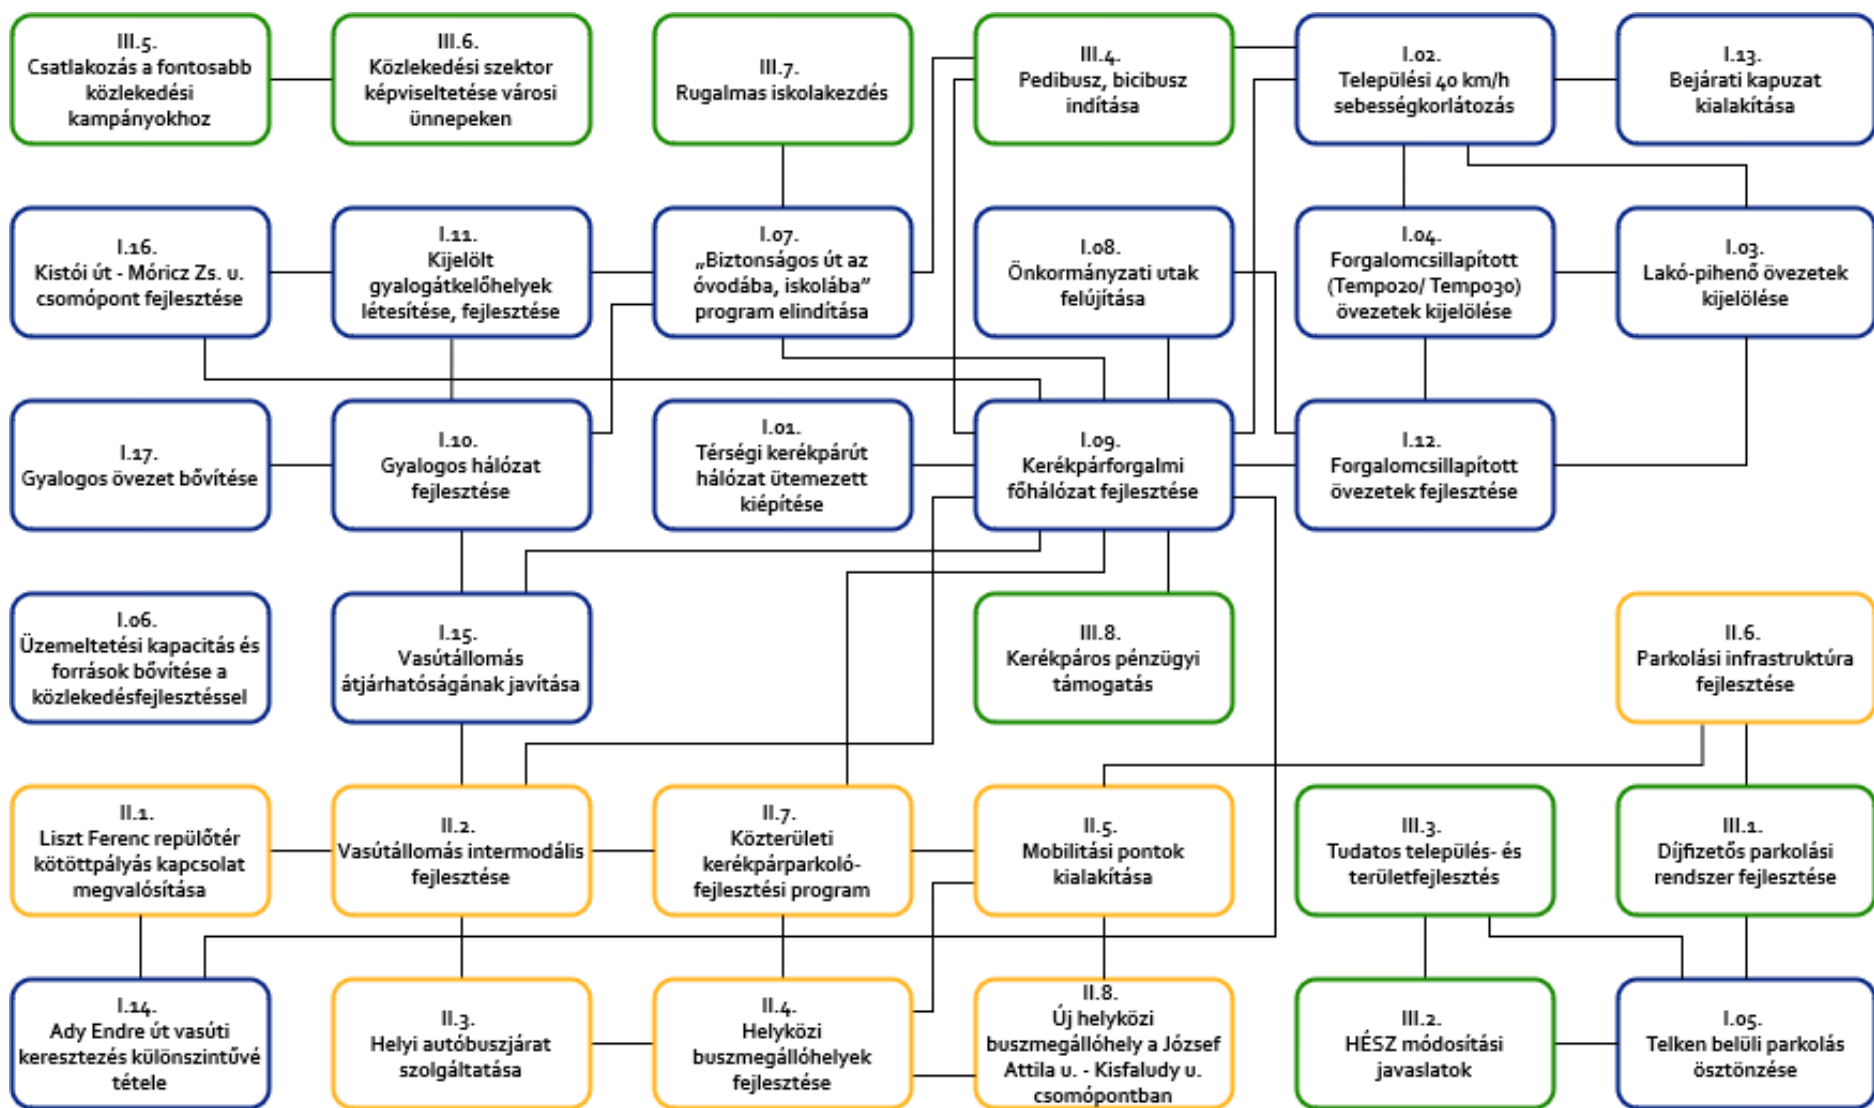 III.5.
Csatlakozás a fontosabb
közlekedési
kampányokhoz
III.6.
Közlekedési szektor
képviseltetése városi
ünnepeken
III.7.
Rugalmas iskolakezdés
III.4.
Pedibusz, bicibusz
indítása
I.02.
Települési 40 km/h
sebességkorlátozás
I.13.
Bejárati kapuzat
kialakítása
I.16.
Kistói út - Móricz Zs. u.
csomópont fejlesztése
I.11.
Kijelölt
gyalogátkelőhelyek
létesítése, fejlesztése
I.07.
„Biztonságos út az
óvodába, iskolába”
program elindítása
I.08.
Önkormányzati utak
felújítása
I.04.
Forgalomcsillapított
(Tempo20/ Tempo30)
övezetek kijelölése
I.03.
Lakó-pihenő övezetek
kijelölése
I.17.
Gyalogos övezet bővítése
I.10.
Gyalogos hálózat
fejlesztése
I.01.
Térségi kerékpárút
hálózat ütemezett
kiépítése
I.09.
Kerékpárforgalmi
főhálózat fejlesztése
I.12.
Forgalomcsillapított
övezetek fejlesztése
I.06.
Üzemeltetési kapacitás és
források bővítése a
közlekedésfejlesztéssel
I.15.
Vasútállomás
átjárhatóságának javítása
III.8.
Kerékpáros pénzügyi
támogatás
II.6.
Parkolási infrastruktúra
fejlesztése
II.1.
Liszt Ferenc repülőtér
kötöttpályás kapcsolat
megvalósítása
II.2.
Vasútállomás intermodális
fejlesztése
II.7.
Közterületi
kerékpárparkoló-
fejlesztési program
II.5.
Mobilitási pontok
kialakítása
III.3.
Tudatos település- és
területfejlesztés
III.1.
Díjfizetős parkolási
rendszer fejlesztése
I.14.
Ady Endre út vasúti
keresztezés különszintűvé
tétele
II.3.
Helyi autóbuszjárat
szolgáltatása
II.4.
Helyközi
buszmegállóhelyek
fejlesztése
II.8.
Új helyközi
buszmegállóhely a József
Attila u. - Kisfaludy u.
csomópontban
III.2.
HÉSZ módosítási
javaslatok
I.05.
Telken belüli parkolás
ösztönzése